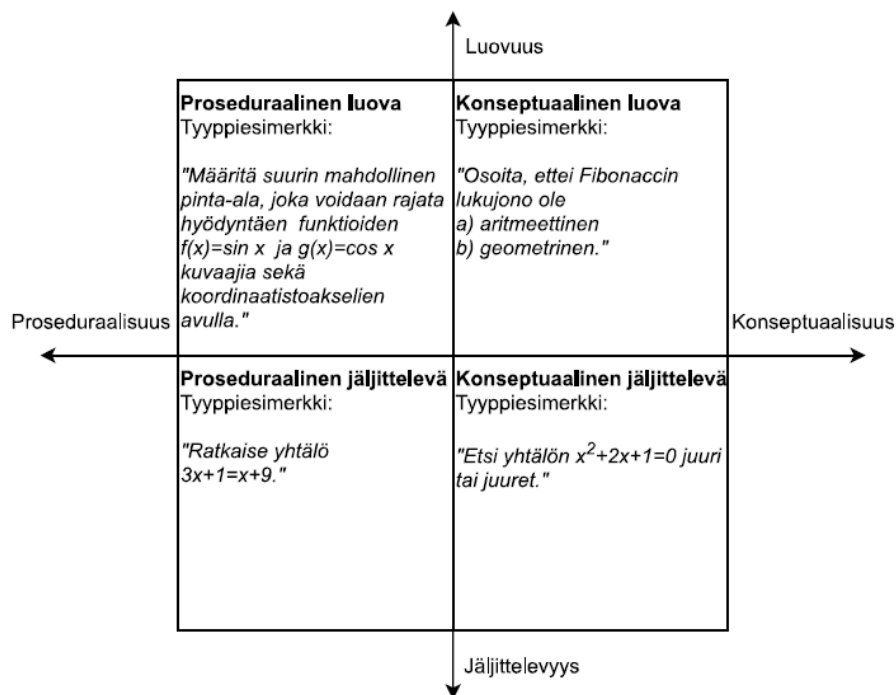 Luovuus
Proseduraalinen luova
Tyyppiesimerkki:
"Määritä suurin mahdollinen
pinta-ala, joka voidaan rajata
hyödyntäen funktioiden
f(x)=sin x ja g(x)=cos x
kuvaajia sekä
koordinaatistoakselien
avulla."
Konseptuaalinen luova
Tyyppiesimerkki:
"Osoita, ettei Fibonaccin
lukujono ole
a) aritmeettinen
b) geometrinen."
Proseduraalisuus
Konseptuaalisuus
Proseduraalinen jäljittelevä
Tyyppiesimerkki:
"Ratkaise yhtälö
3x+1=x+9."
Konseptuaalinen jäljittelevä
Tyyppiesimerkki:
"Etsi yhtälön x²+2x+1=0 juuri
tai juuret."
Jäljittelevyys